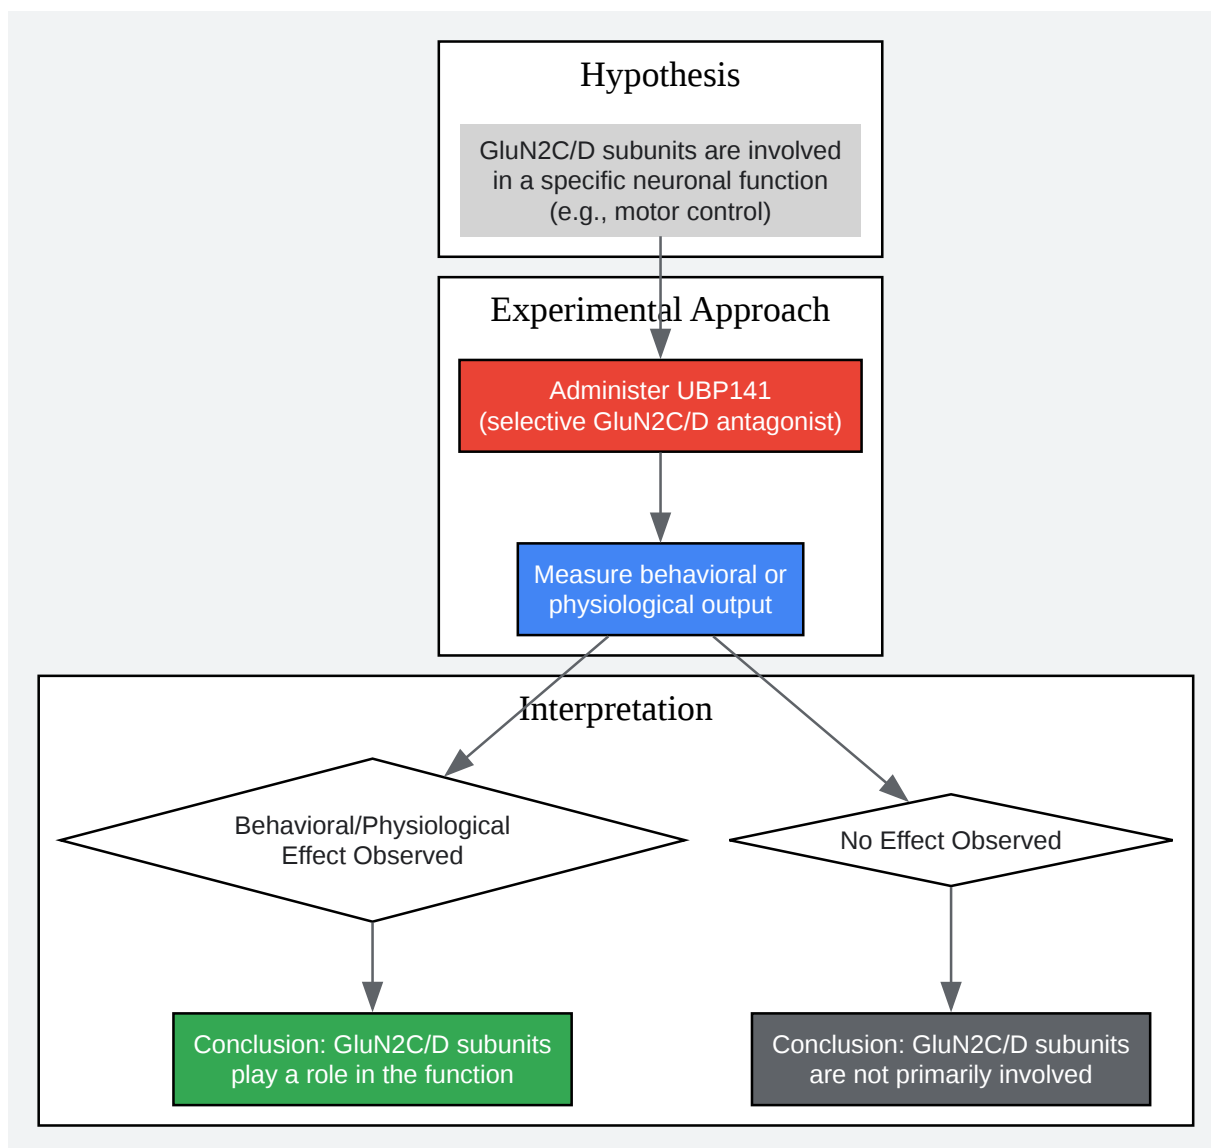 Hypothesis
GluN2C/D subunits are involved
in a specific neuronal function
(e.g., motor control)
Experimental Approach
Administer UBP141
(selective GluN2C/D antagonist)
Measure behavioral or
physiological output
Interpretation
Behavioral/Physiological
Effect Observed
No Effect Observed
Conclusion: GluN2C/D subunits
play a role in the function
Conclusion: GluN2C/D subunits
are not primarily involved